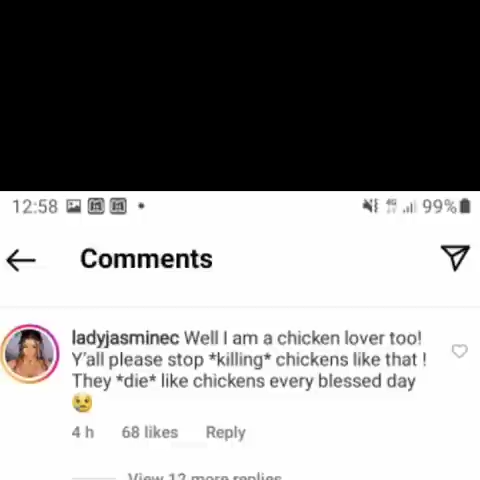 12:58 99%
Comments
ladyjasminec Well I am a chicken lover too!
Y'all please stop *killing* chickens like that !
They *die* like chickens every blessed day
😢
4 h 68 likes Reply
View 12 more replies